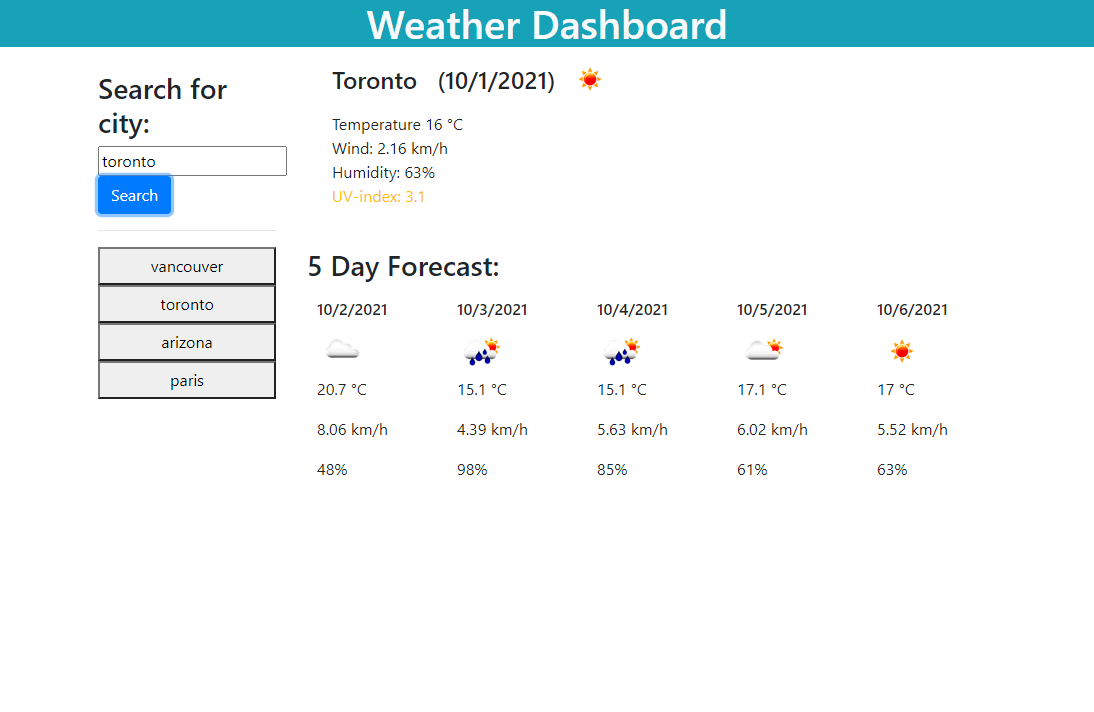 Weather Dashboard
Search for
city:
toronto
Search
vancouver
toronto
arizona
paris
Toronto (10/1/2021)
Temperature 16 °C
Wind: 2.16 km/h
Humidity: 63%
UV-index: 3.1
5 Day Forecast:
10/2/2021 10/3/2021 10/4/2021 10/5/2021 10/6/2021
20.7 °C 15.1 °C 15.1 °C 17.1 °C 17 °C
8.06 km/h 4.39 km/h 5.63 km/h 6.02 km/h 5.52 km/h
48% 98% 85% 61% 63%